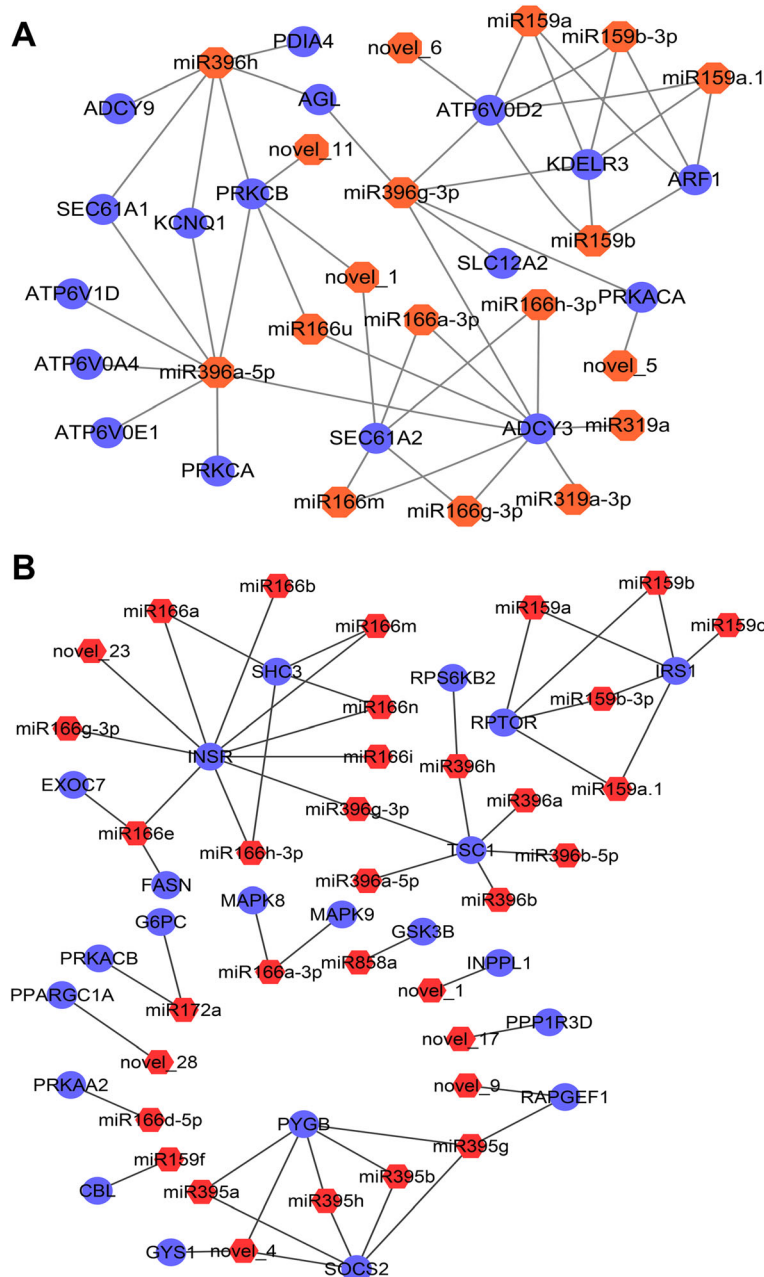 A
miR159a
PDIA4
novel_6
miR159b-3p
miR396h
miR159a.1
ADCY9
AGL
ATP6V0D2
novel_11
KDELR3
PRKCB
miR396g-3p
ARF1
SEC61A1
KCNQ1
miR159b
SLC12A2
novel_1
ATP6V1D
PRKACA
miR166h-3p
miR166a-3p
miR166u
ATP6V0A4
miR396a-5p
novel_5
ATP6V0E1
SEC61A2
ADCY3
miR319a
PRKCA
miR166m
miR166g-3p
miR319a-3p
B
miR166b
miR159b
miR166a
miR159a
miR166m
miR159c
novel_23
SHC3
RPS6KB2
IRS1
miR166n
miR159b-3p
miR166g-3p
RPTOR
INSR
miR166i
miR396h
EXOC7
miR159a.1
miR396g-3p
miR396a
miR166e
miR166h-3p
TSC1
miR396b-5p
FASN
miR396a-5p
MAPK8
miR396b
MAPK9
G6PC
GSK3B
PRKACB
miR166a-3p
miR858a
INPPL1
PPARGC1A
miR172a
novel_1
PPP1R3D
novel_17
novel_28
PRKAA2
novel_9
RAPGEF1
miR166d-5p
PYGB
miR395g
miR159f
miR395b
CBL
miR395a
miR395h
GYS1
novel_4
SOCS2